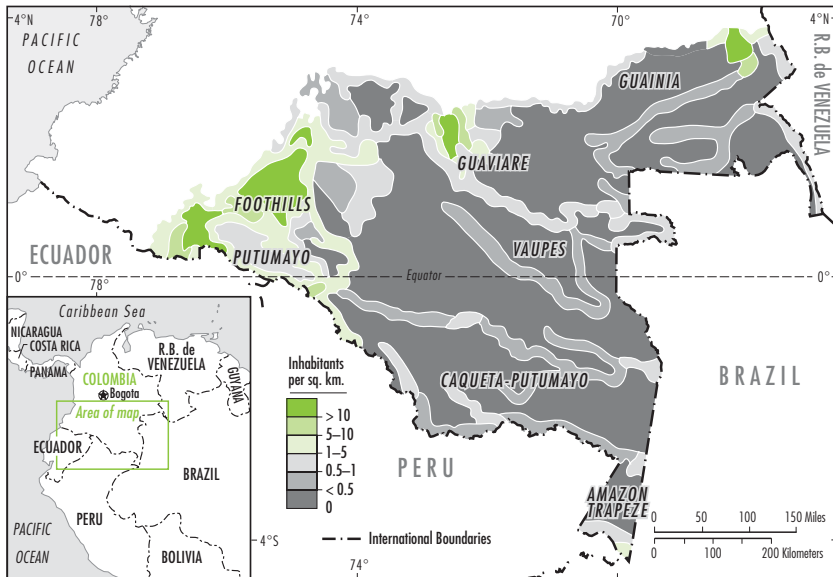 4°N
78°
74°
70°
4°N
PACIFIC
OCEAN
R.B. de VENEZUELA
GUAINIA
GUAVIARE
FOOTHILLS
VAUPES
ECUADOR
PUTUMAYO
0°
78°
Equator
0°
Caribbean Sea
NICARAGUA
COSTA RICA
PANAMA
R.B. de
VENEZUELA
GUYANA
COLOMBIA
Bogota
Area of map
ECUADOR
BRAZIL
PERU
PACIFIC
OCEAN
BOLIVIA
Inhabitants
per sq. km.
> 10
5–10
1–5
0.5–1
< 0.5
0
CAQUETA-PUTUMAYO
BRAZIL
PERU
AMAZON
TRAPEZE
0 50 100 150 Miles
0 100 200 Kilometers
International Boundaries
4°S
74°